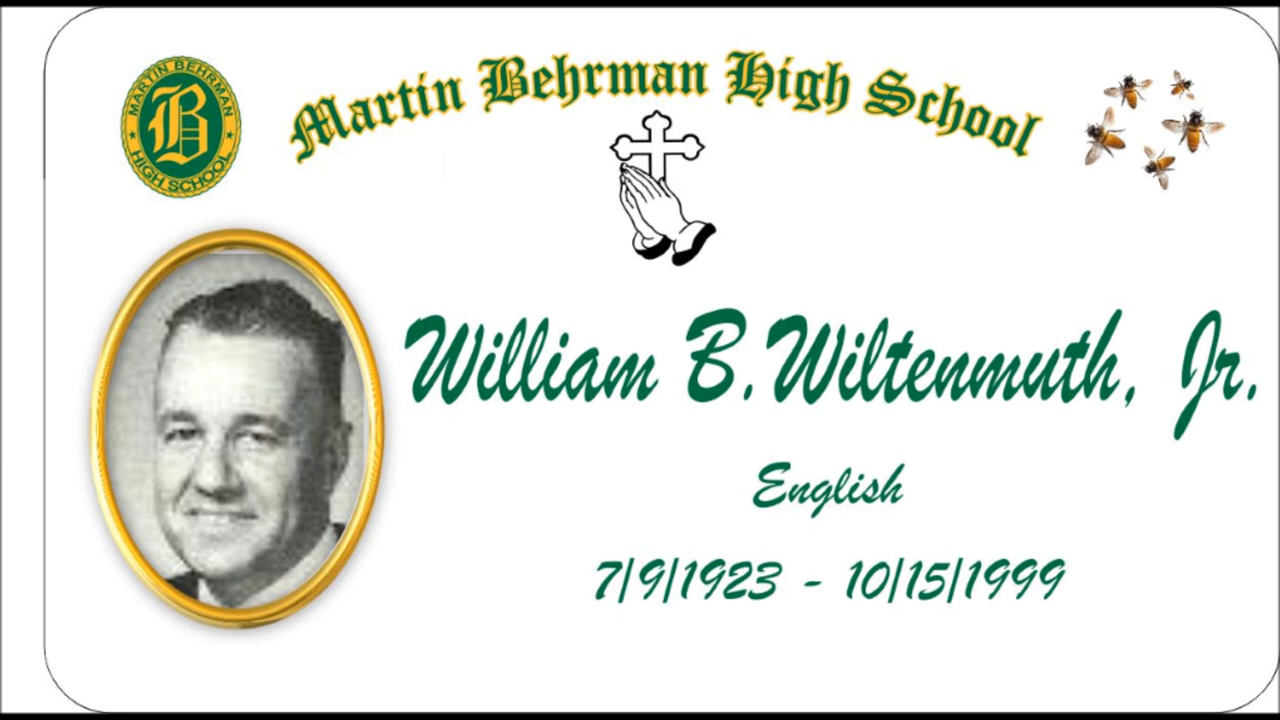 MARTIN BEHRMAN
B
HIGH SCHOOL
Martin Behrman High School
William B. Wiltenmuth, Jr.
English
7/9/1923 - 10/15/1999